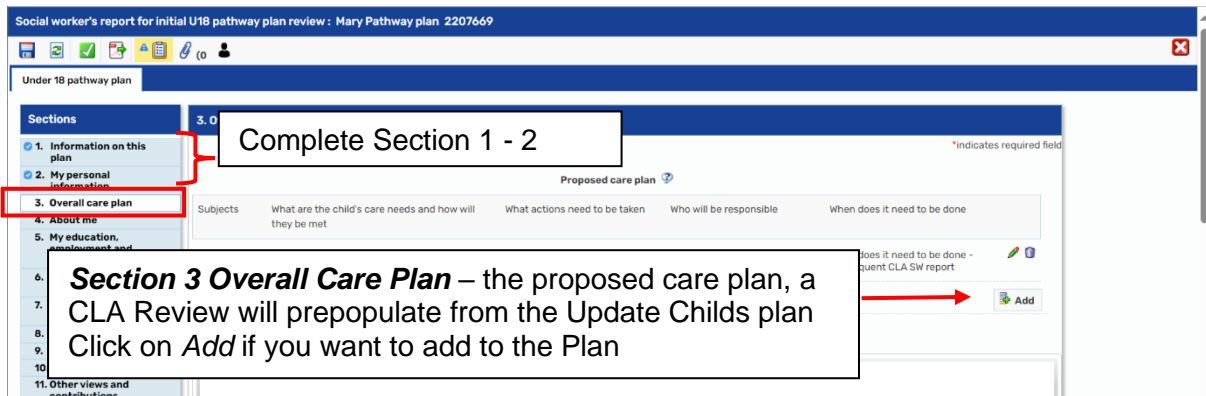 Social worker's report for initial U18 pathway plan review : Mary Pathway plan 2207669
(0
Under 18 pathway plan
Sections
1. Information on this
plan
2. My personal
information
3. Overall care plan
4. About me
5. My education,
employment and
6.
7.
8.
9.
10.
11. Other views and
contributions
3. O
Complete Section 1 - 2
*indicates required field
Proposed care plan
Subjects What are the child's care needs and how will What actions need to be taken Who will be responsible When does it need to be done
they be met
does it need to be done -
quent CLA SW report
Add
Section 3 Overall Care Plan – the proposed care plan, a
CLA Review will prepopulate from the Update Childs plan
Click on Add if you want to add to the Plan